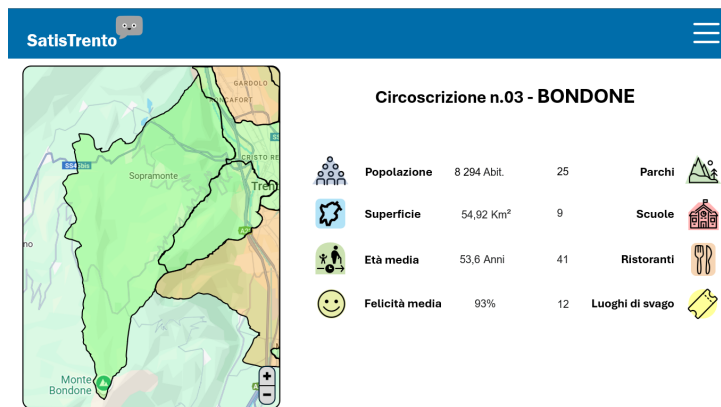 SatisTrento
Circoscrizione n.03 - BONDONE
GARDOLO
SS45bis
CRISTO RE
Sopramonte
Monte
Bondone
+
−
Popolazione 8 294 Abit.
Superficie 54,92 Km²
Età media 53,6 Anni
Felicità media 93%
25 Parchi
9 Scuole
41 Ristoranti
12 Luoghi di svago